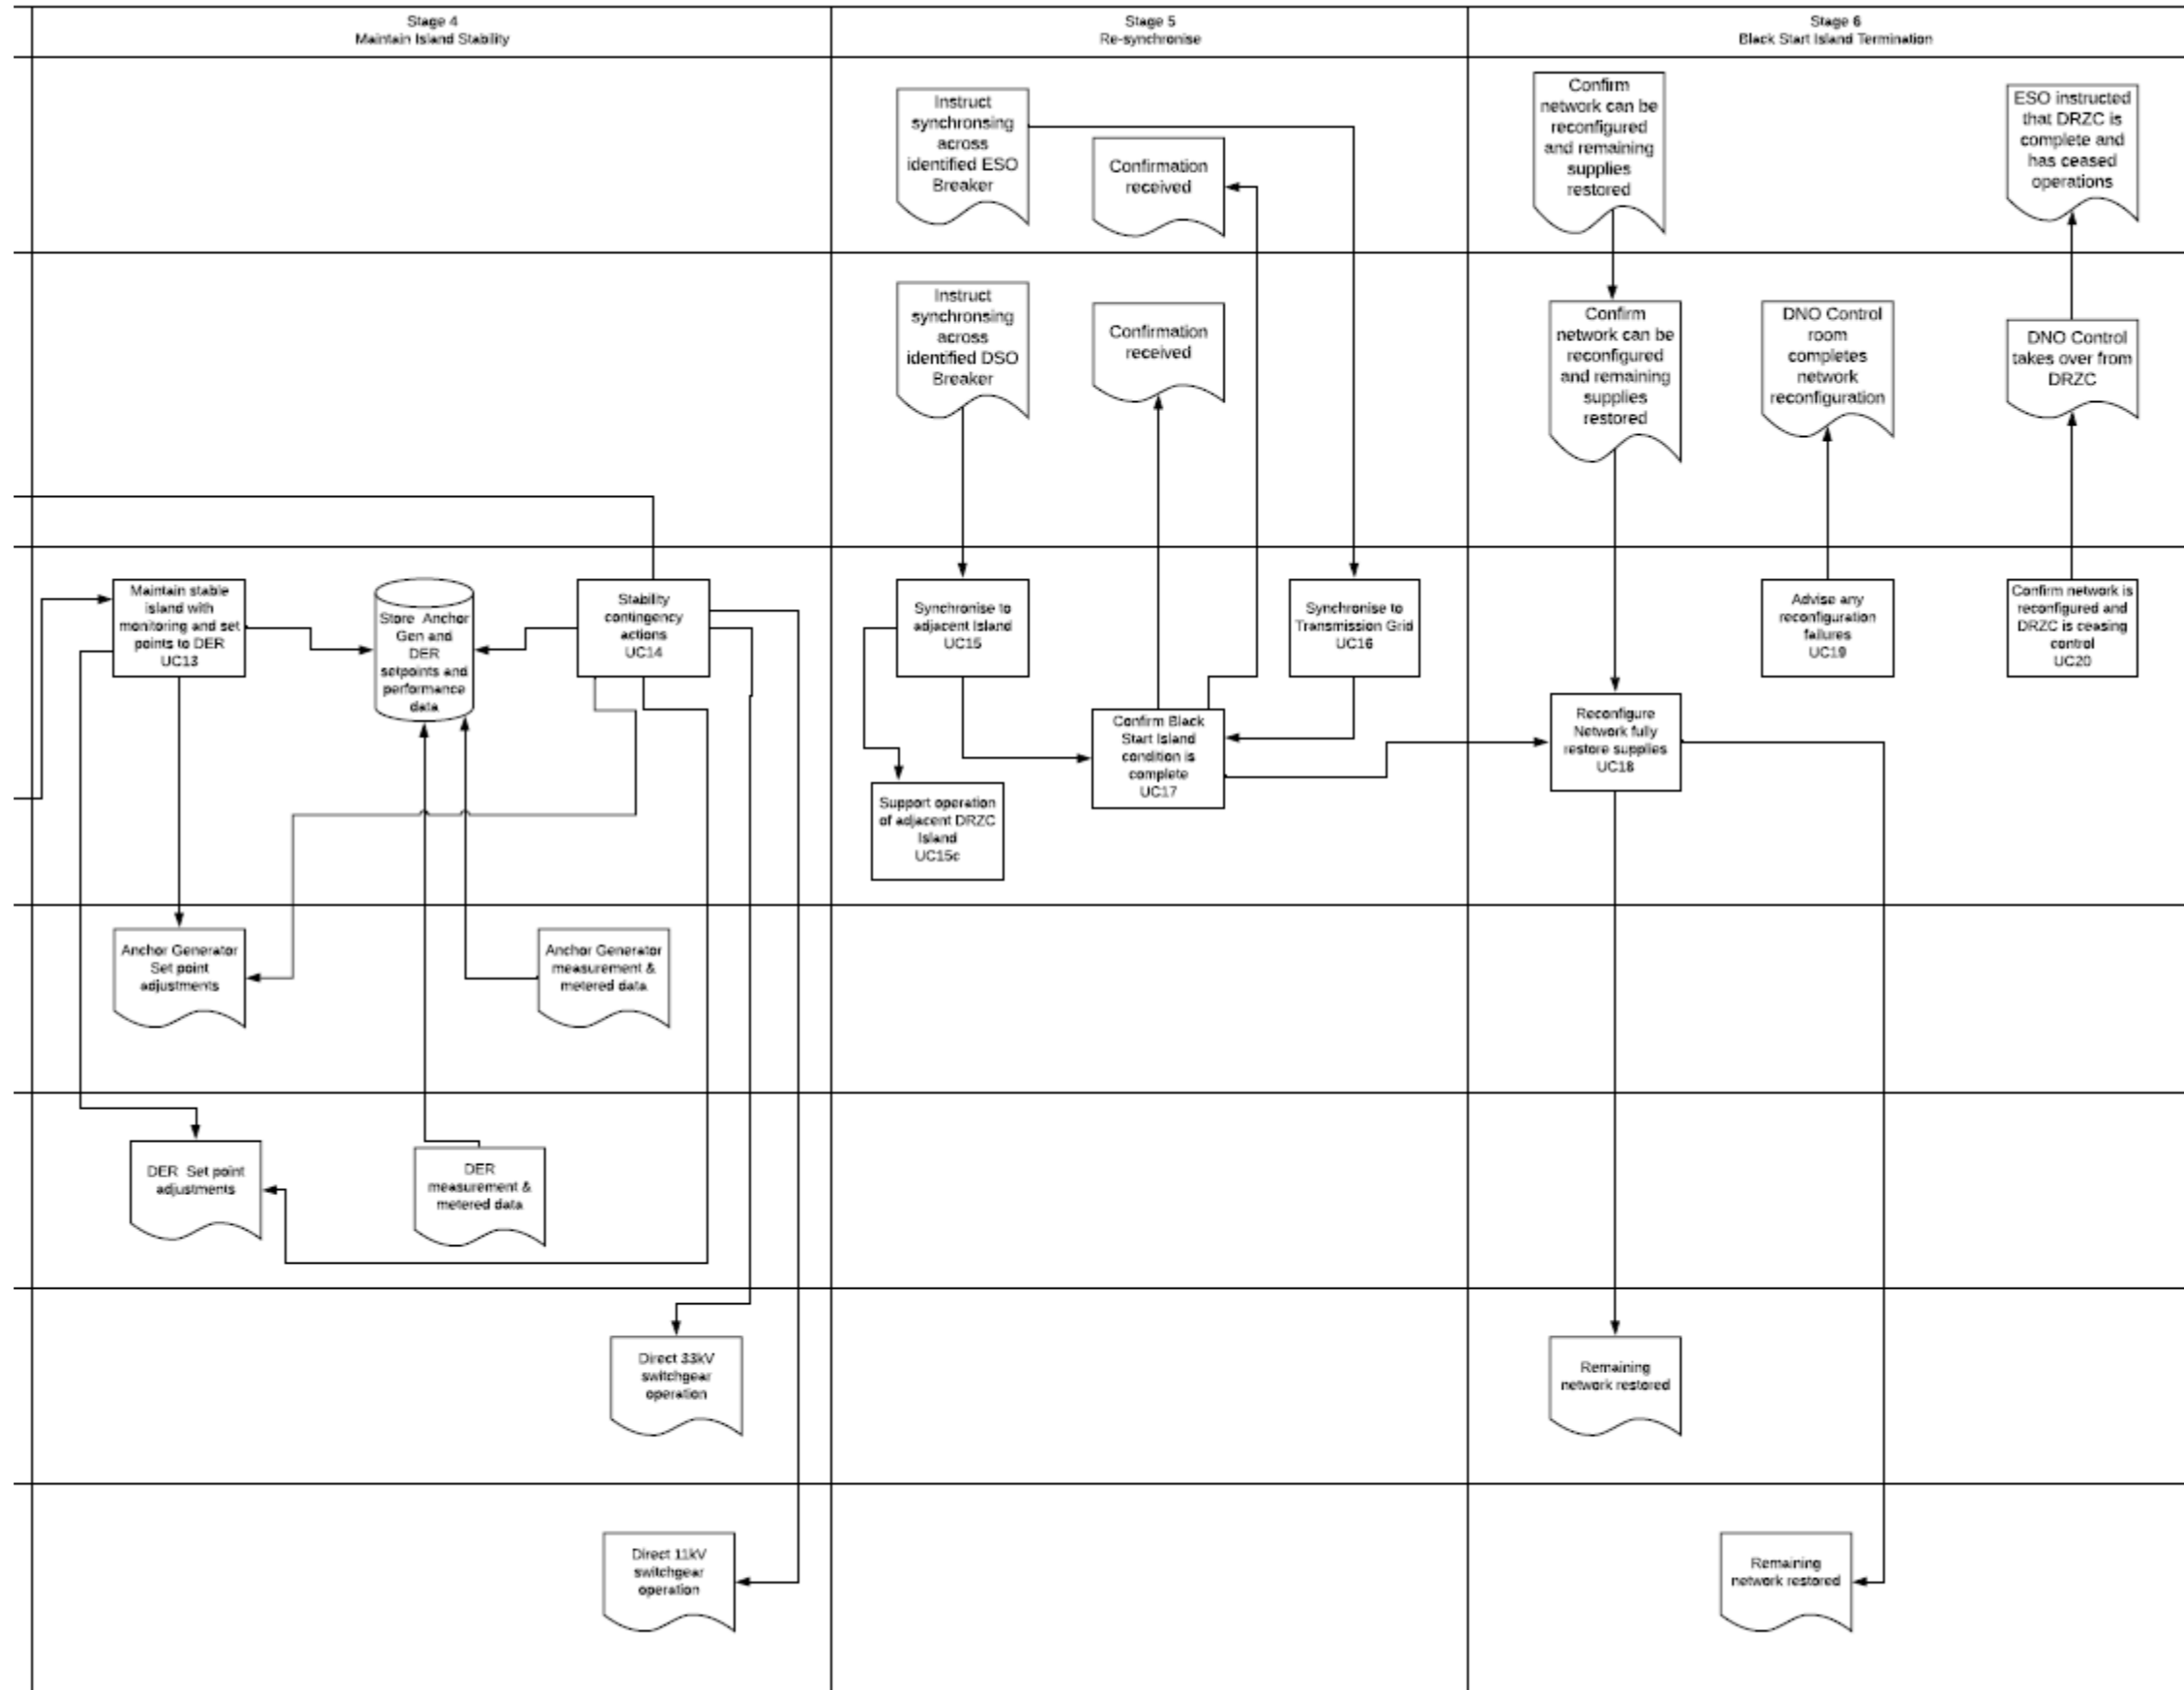 Stage 4
Maintain Island Stability
Stage 5
Re-synchronise
Stage 6
Black Start Island Termination
Instruct
synchronsing
across
identified ESO
Breaker
Confirmation
received
Confirm
network can be
reconfigured
and remaining
supplies
restored
ESO instructed
that DRZC is
complete and
has ceased
operations
Instruct
synchronsing
across
identified DSO
Breaker
Confirmation
received
Confirm
network can be
reconfigured
and remaining
supplies
restored
DNO Control
room
completes
network
reconfiguration
DNO Control
takes over from
DRZC
Maintain stable
island with
monitoring and set
points to DER
UC13
Store Anchor
Gen and
DER
setpoints and
performance
data
Stability
contingency
actions
UC14
Synchronise to
adjacent Island
UC15
Synchronise to
Transmission Grid
UC16
Advise any
reconfiguration
failures
UC19
Confirm network is
reconfigured and
DRZC is ceasing
control
UC20
Confirm Black
Start Island
condition is
complete
UC17
Reconfigure
Network fully
restore supplies
UC18
Support operation
of adjacent DRZC
Island
UC15c
Anchor Generator
Set point
adjustments
Anchor Generator
measurement &
metered data
DER Set point
adjustments
DER
measurement &
metered data
Direct 33kV
switchgear
operation
Remaining
network restored
Direct 11kV
switchgear
operation
Remaining
network restored